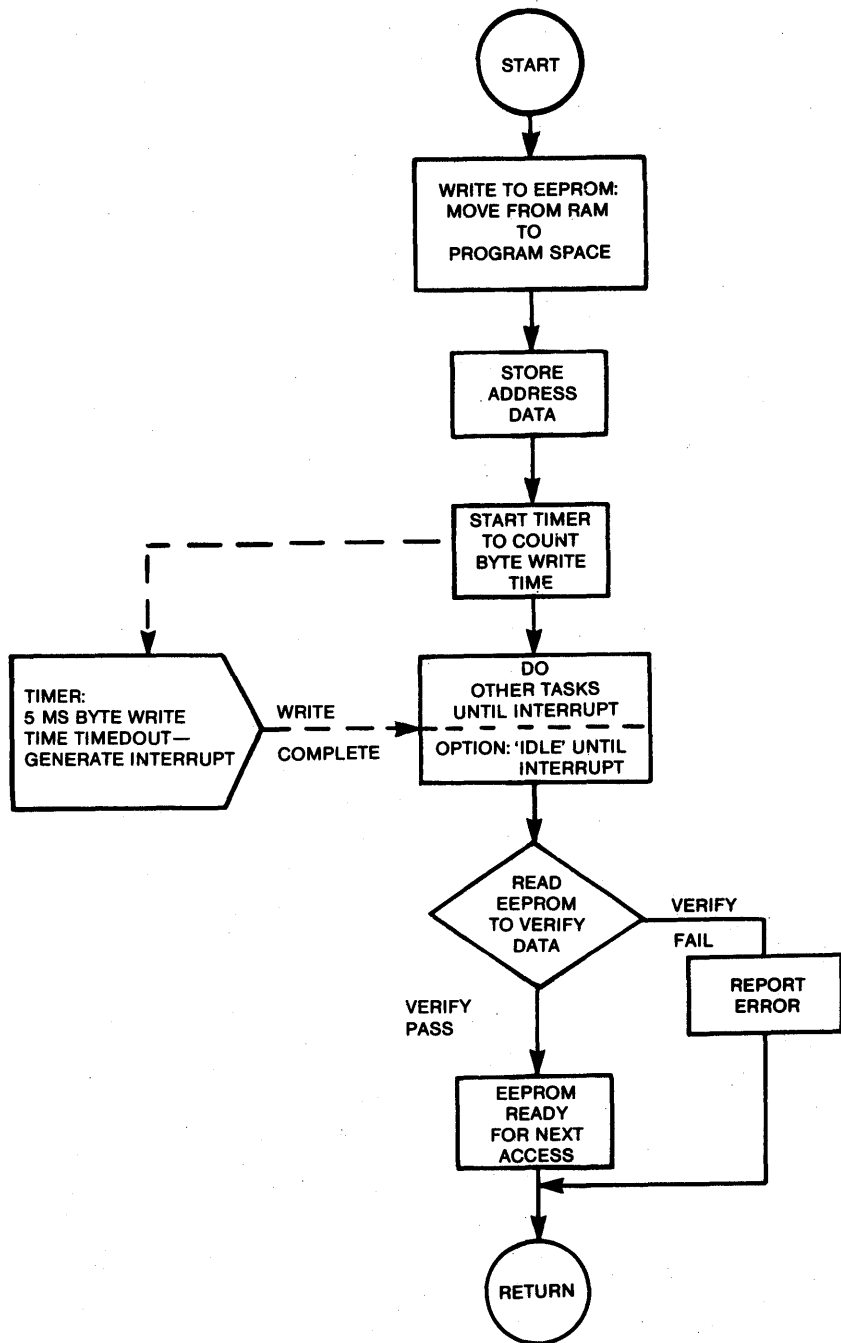 START
WRITE TO EEPROM:
MOVE FROM RAM
TO
PROGRAM SPACE
STORE
ADDRESS
DATA
START TIMER
TO COUNT
BYTE WRITE
TIME
TIMER:
5 MS BYTE WRITE
TIME TIMEDOUT—
GENERATE INTERRUPT
WRITE
COMPLETE
DO
OTHER TASKS
UNTIL INTERRUPT
OPTION: 'IDLE' UNTIL
INTERRUPT
READ
EEPROM
TO VERIFY
DATA
VERIFY
FAIL
REPORT
ERROR
VERIFY
PASS
EEPROM
READY
FOR NEXT
ACCESS
RETURN